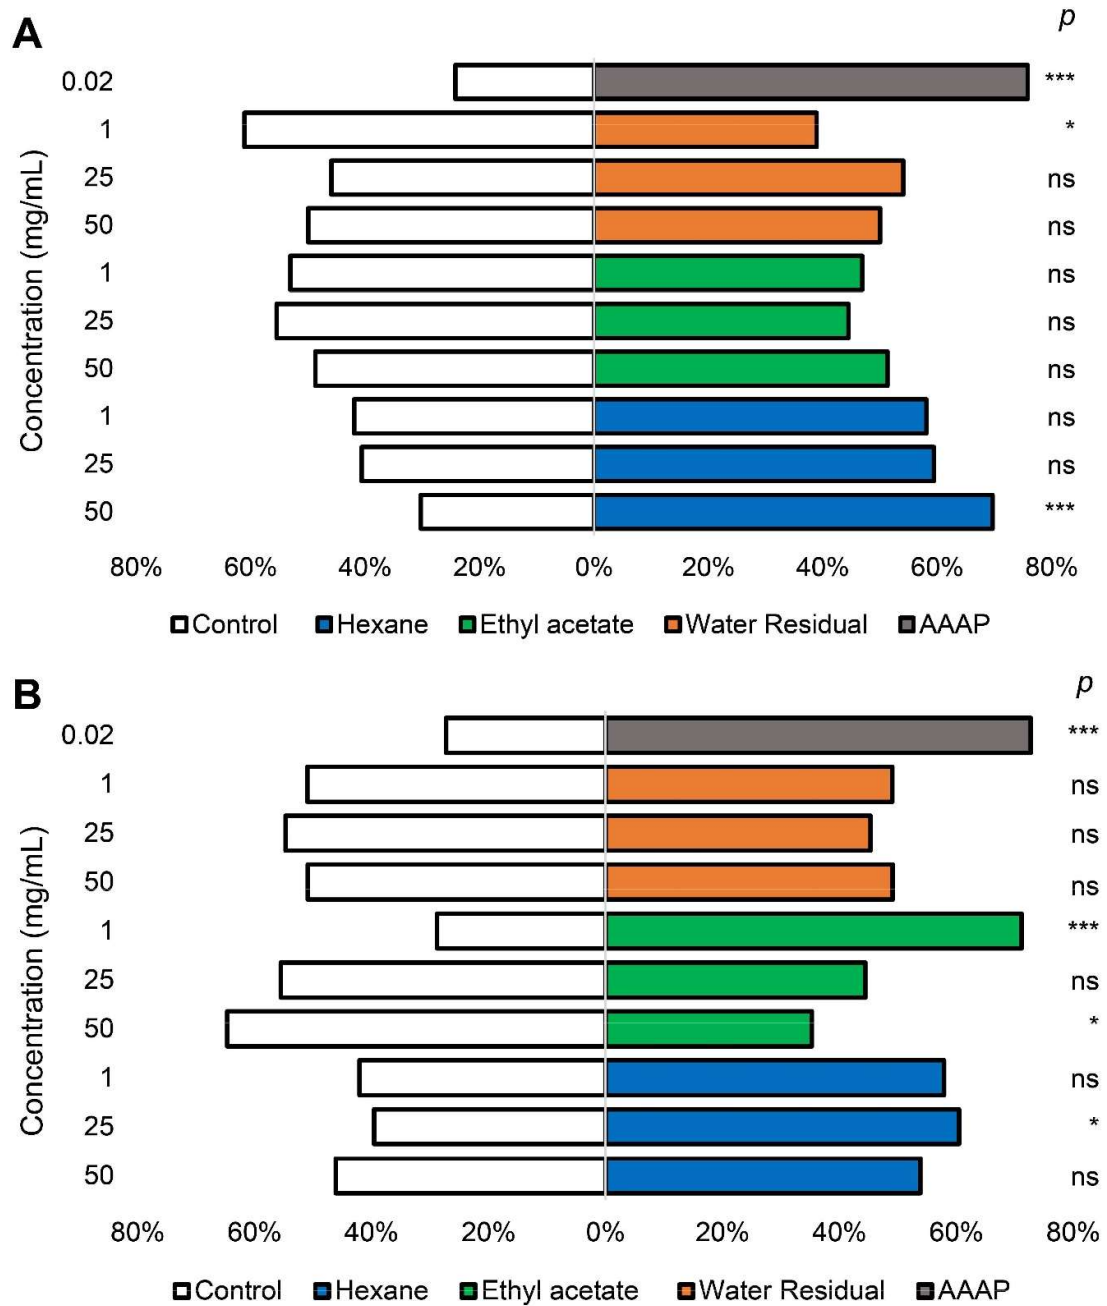 A
p
0.02 ***
1 *
25 ns
50 ns
1 ns
25 ns
50 ns
1 ns
25 ns
50 ***
Concentration (mg/mL)
80% 60% 40% 20% 0% 20% 40% 60% 80%
Control Hexane Ethyl acetate Water Residual AAAP
B
p
0.02 ***
1 ns
25 ns
50 ns
1 ***
25 ns
50 *
1 ns
25 *
50 ns
Concentration (mg/mL)
80% 60% 40% 20% 0% 20% 40% 60% 80%
Control Hexane Ethyl acetate Water Residual AAAP